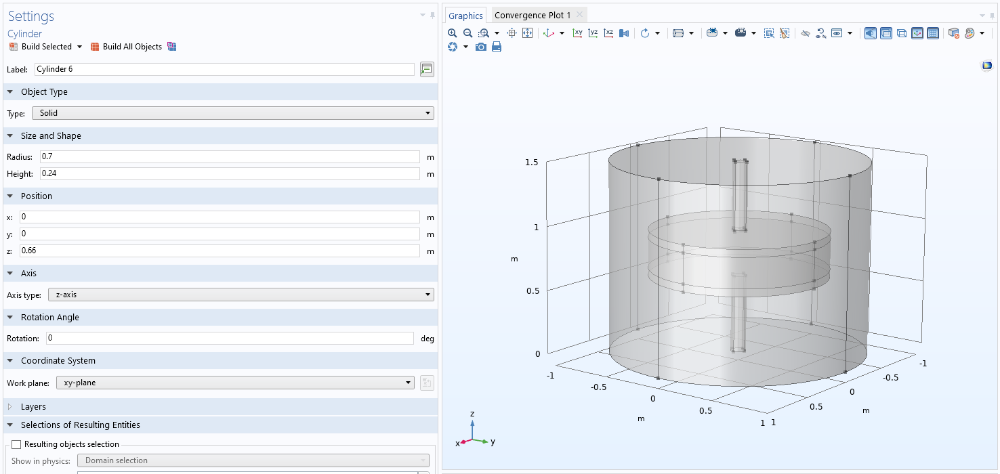 Settings
Cylinder
Build Selected Build All Objects
Label: Cylinder 6
Object Type
Type: Solid
Size and Shape
Radius: 0.7 m
Height: 0.24 m
Position
x: 0 m
y: 0 m
z: 0.66 m
Axis
Axis type: z-axis
Rotation Angle
Rotation: 0 deg
Coordinate System
Work plane: xy-plane
Layers
Selections of Resulting Entities
Resulting objects selection
Show in physics: Domain selection
Graphics Convergence Plot 1
xy yz xz
1.5
1
m
0.5
0
-1
-0.5
0
0.5
1
m
1
0.5
0
-0.5
-1
m
z
x y